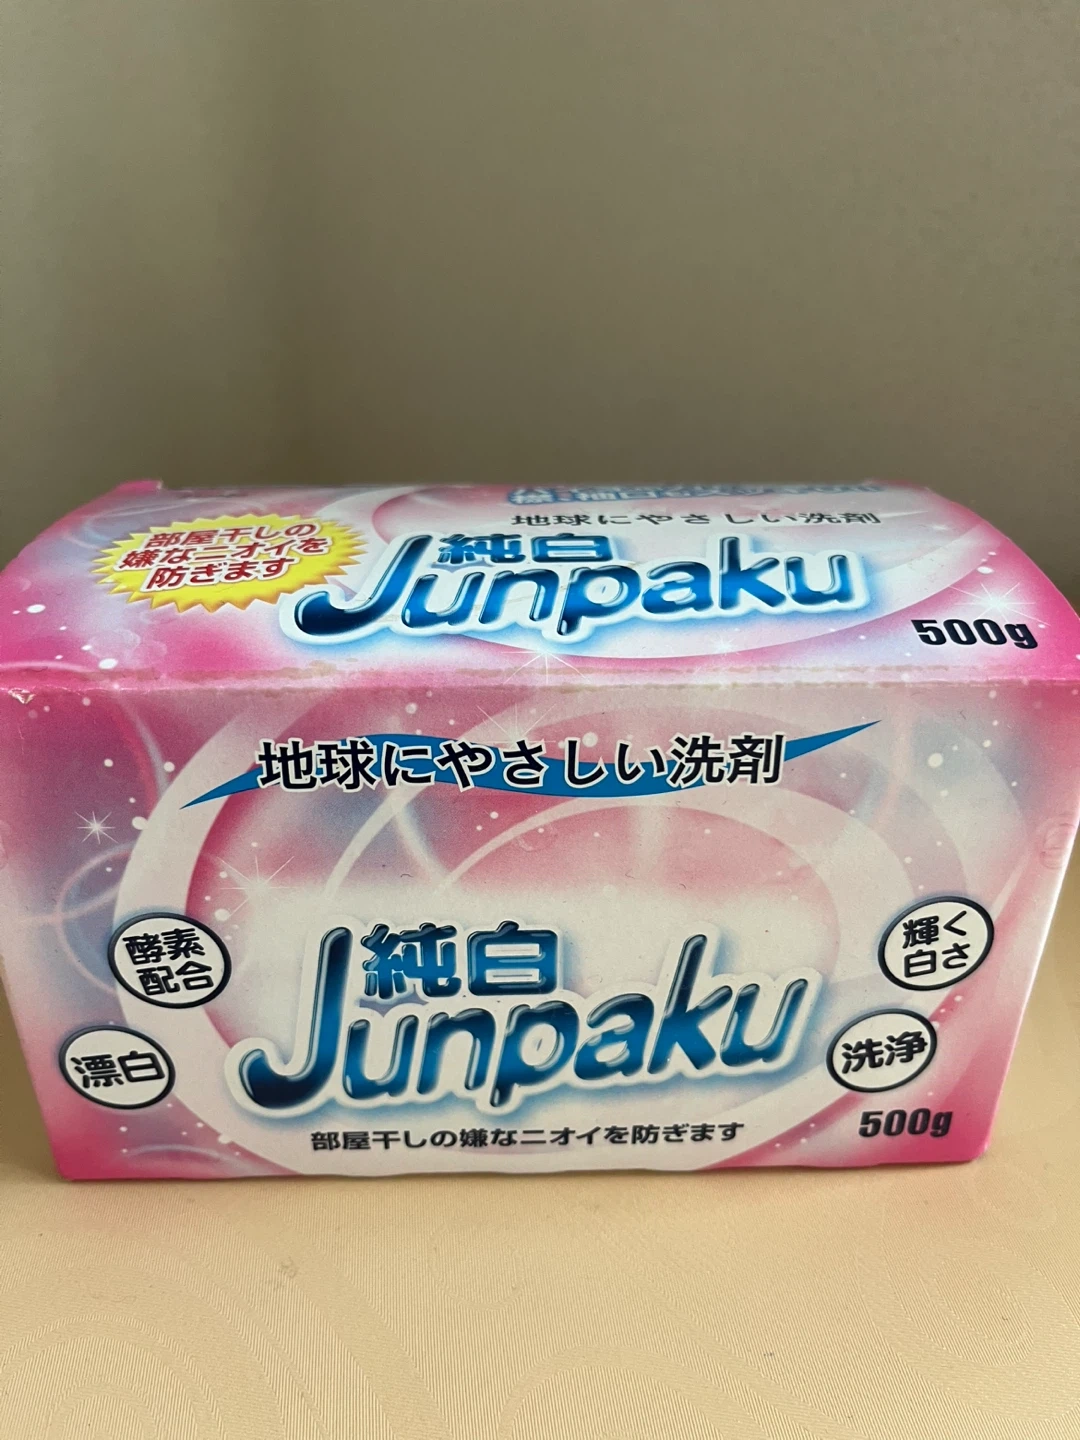 地球にやさしい洗剤
部屋干しの
嫌なニオイを
防ぎます
純白
Junpaku
500g
地球にやさしい洗剤
酵素
配合
輝く
白さ
純白
Junpaku
漂白
洗浄
部屋干しの嫌なニオイを防ぎます
500g